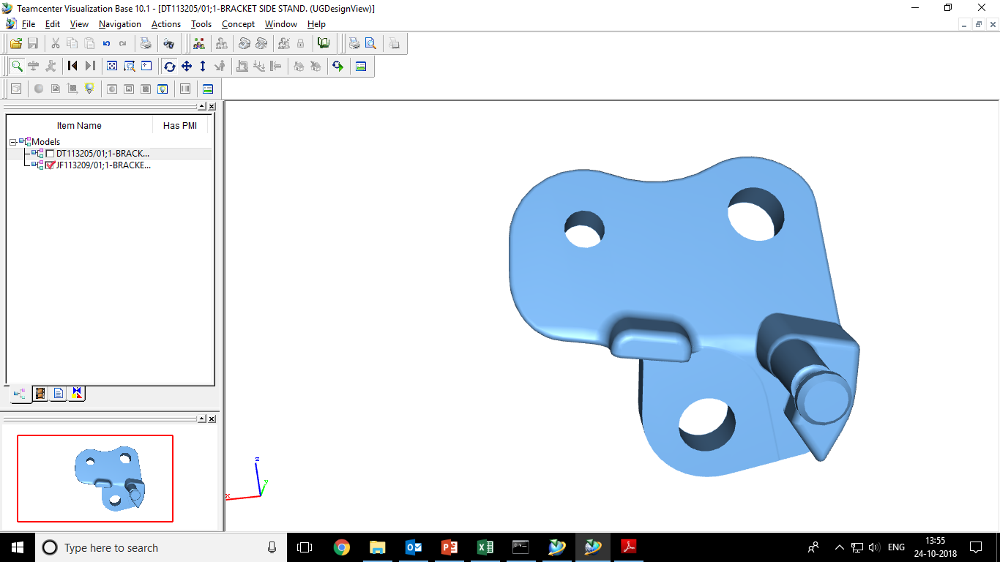 Teamcenter Visualization Base 10.1 - [DT113205/01;1-BRACKET SIDE STAND. (UGDesignView)]
File Edit View Navigation Actions Tools Concept Window Help
Item Name Has PMI
Models
DT113205/01;1-BRACK...
JF113209/01;1-BRACKE...
z
y
x
Type here to search
ENG
13:55
24-10-2018